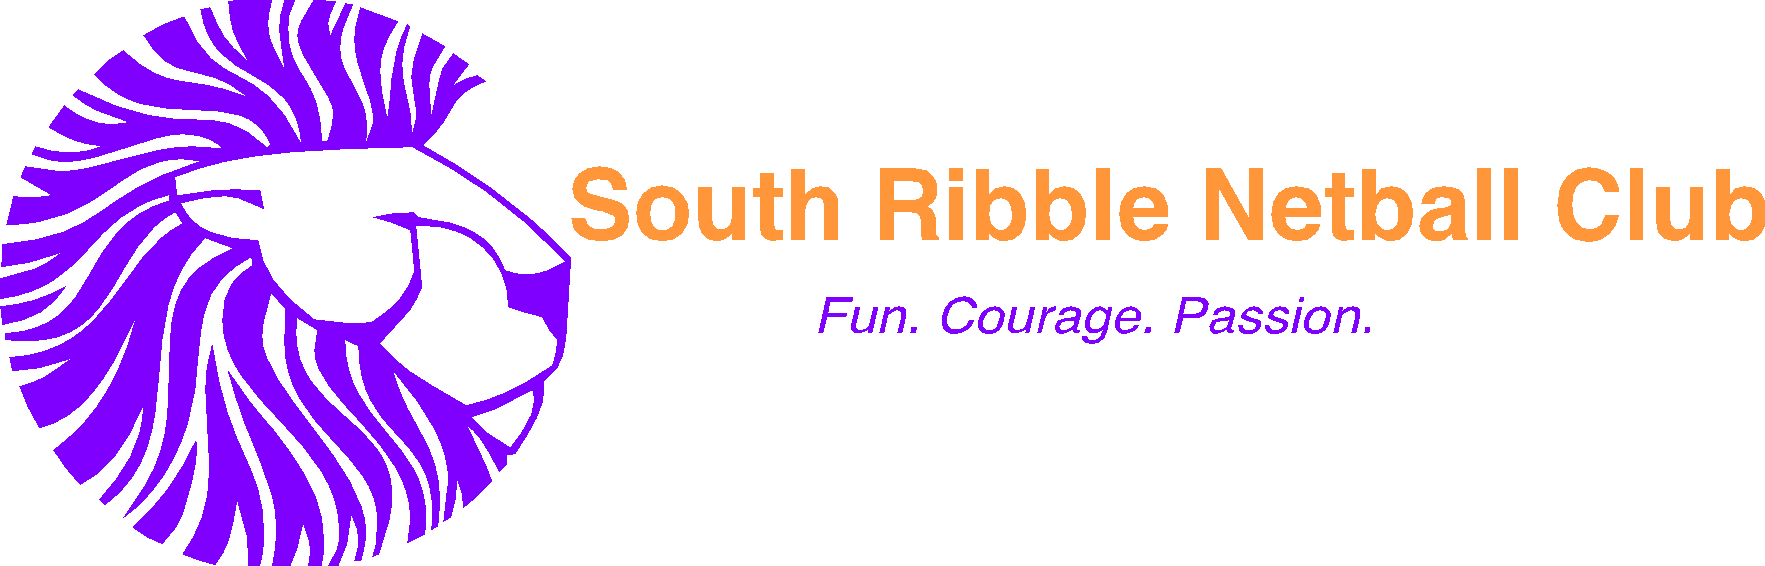 South Ribble Netball Club
Fun. Courage. Passion.